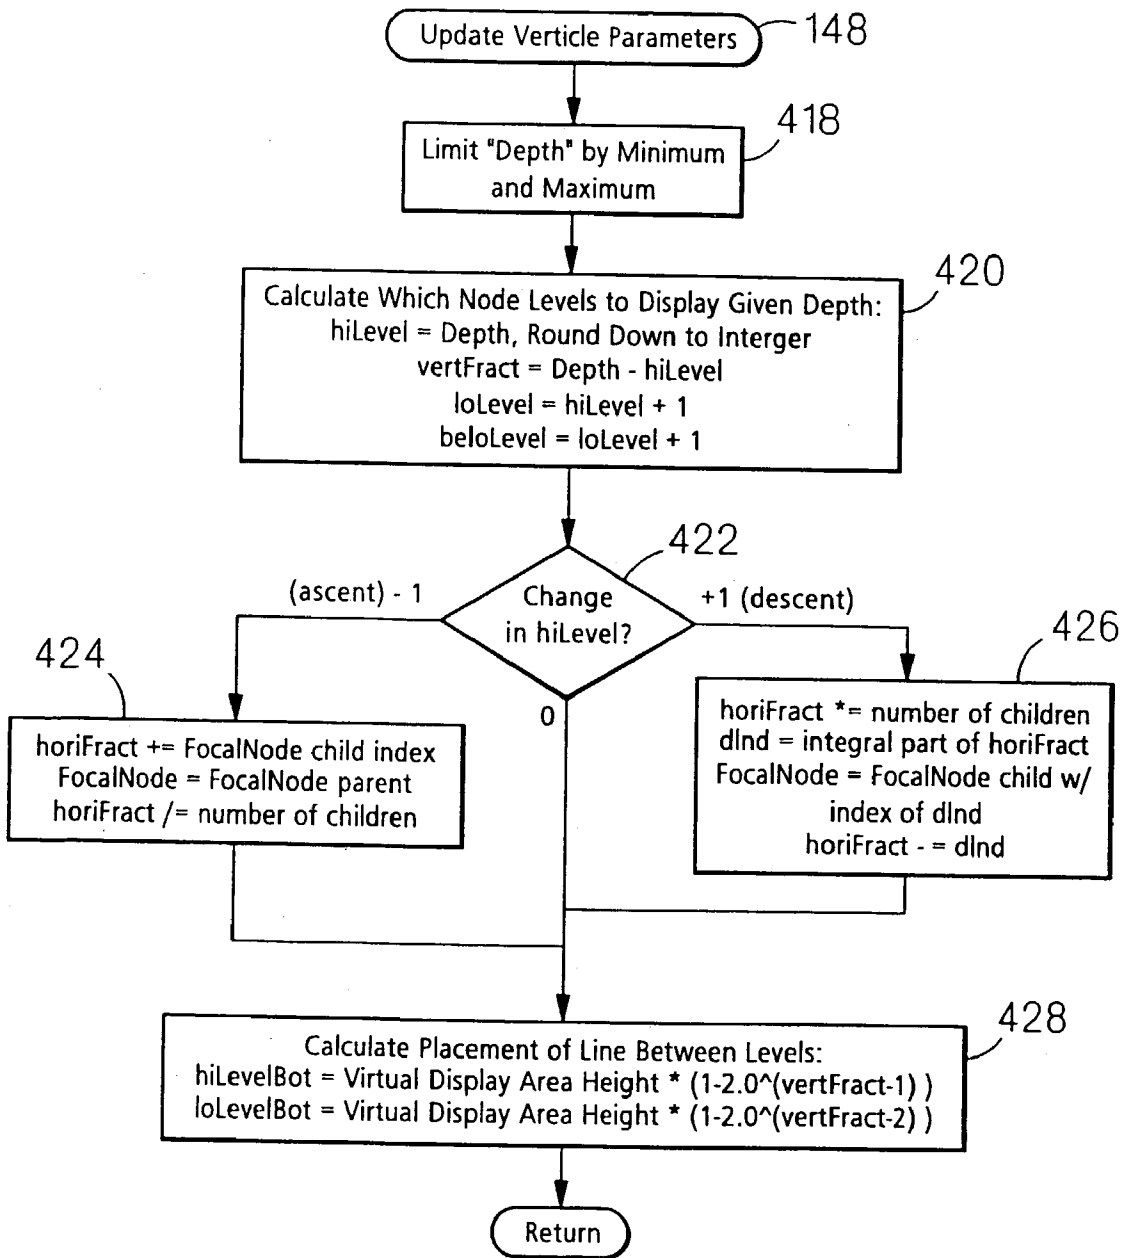 Update Verticle Parameters
148
418
Limit "Depth" by Minimum
and Maximum
420
Calculate Which Node Levels to Display Given Depth:
hiLevel = Depth, Round Down to Interger
vertFract = Depth - hiLevel
loLevel = hiLevel + 1
beloLevel = loLevel + 1
422
(ascent) - 1
Change
in hiLevel?
+1 (descent)
0
424
horiFract += FocalNode child index
FocalNode = FocalNode parent
horiFract /= number of children
426
horiFract *= number of children
dInd = integral part of horiFract
FocalNode = FocalNode child w/
index of dInd
horiFract - = dInd
428
Calculate Placement of Line Between Levels:
hiLevelBot = Virtual Display Area Height * (1-2.0^(vertFract-1) )
loLevelBot = Virtual Display Area Height * (1-2.0^(vertFract-2) )
Return